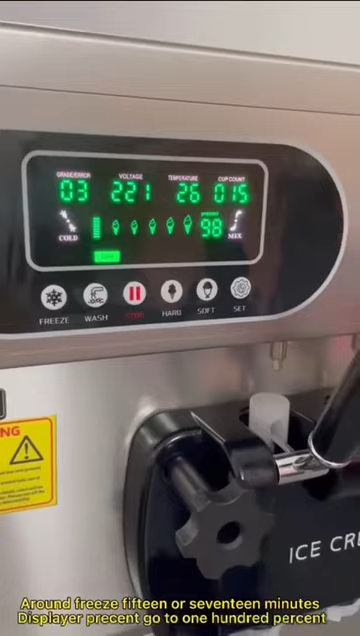 GRADE/ERROR VOLTAGE TEMPERATURE CUP COUNT
03 221 26 015
COLD 98 MIX
FREEZE WASH STOP HARD SOFT SET
NG
ICE CRE
Around freeze fifteen or seventeen minutes
Displayer precent go to one hundred percent